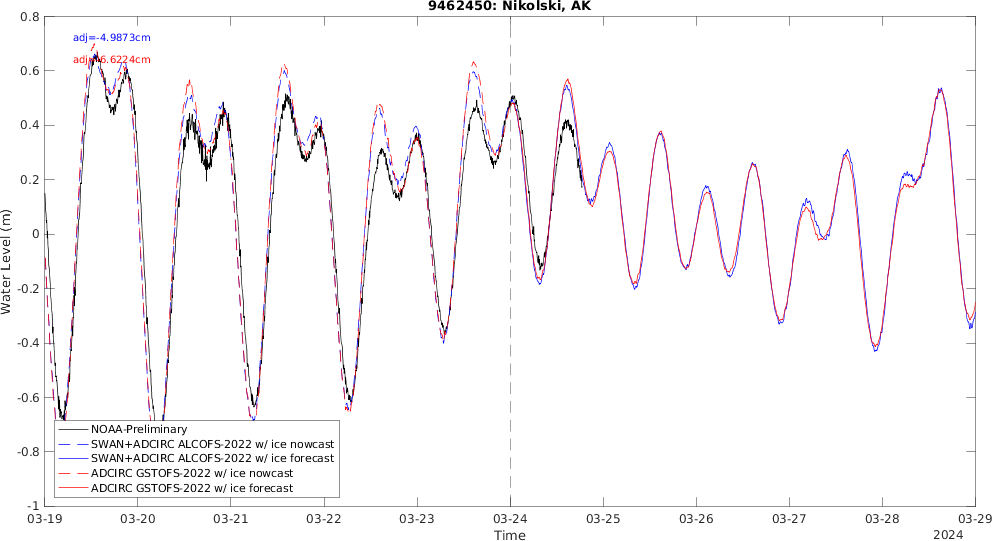 9462450: Nikolski, AK
adj=-4.9873cm
adj=-6.6224cm
Water Level (m)
0.8
0.6
0.4
0.2
0
-0.2
-0.4
-0.6
-0.8
-1
NOAA-Preliminary
SWAN+ADCIRC ALCOFS-2022 w/ ice nowcast
SWAN+ADCIRC ALCOFS-2022 w/ ice forecast
ADCIRC GSTOFS-2022 w/ ice nowcast
ADCIRC GSTOFS-2022 w/ ice forecast
03-19 03-20 03-21 03-22 03-23 03-24 03-25 03-26 03-27 03-28 03-29
Time
2024